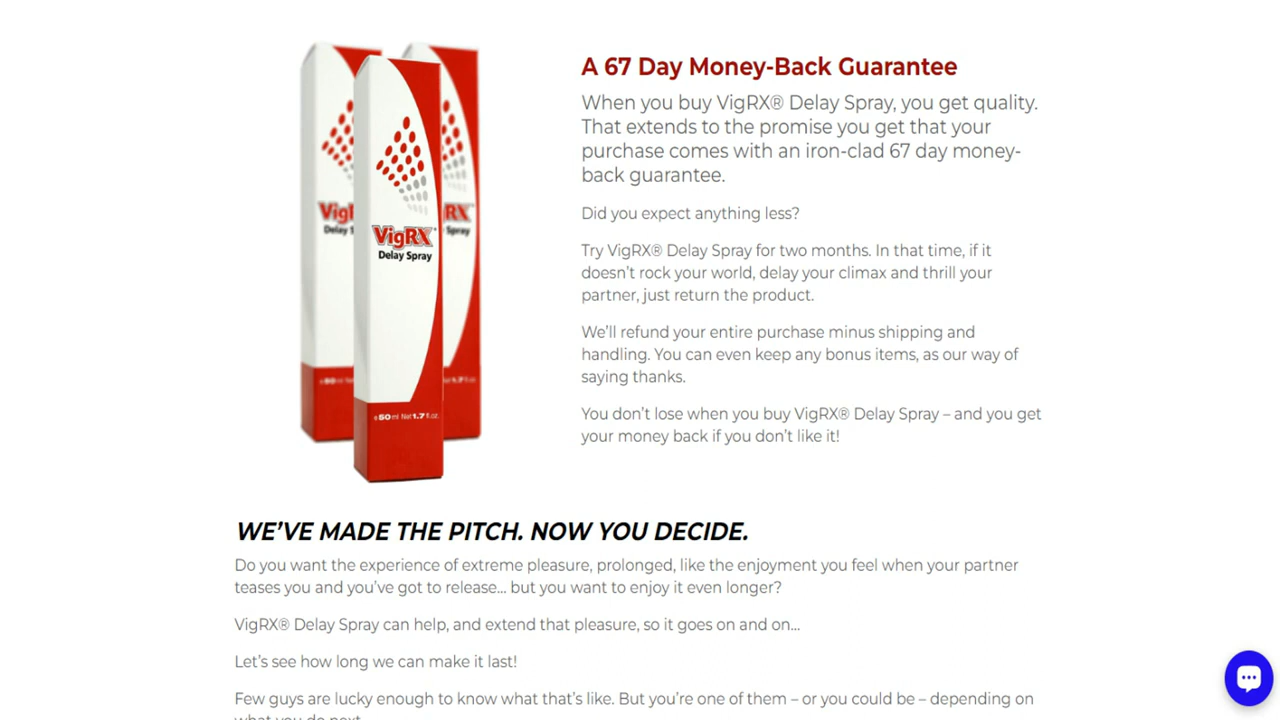 A 67 Day Money-Back Guarantee
When you buy VigRX® Delay Spray, you get quality.
That extends to the promise you get that your
purchase comes with an iron-clad 67 day money-
back guarantee.
Did you expect anything less?
Try VigRX® Delay Spray for two months. In that time, if it
doesn't rock your world, delay your climax and thrill your
partner, just return the product.
We'll refund your entire purchase minus shipping and
handling. You can even keep any bonus items, as our way of
saying thanks.
You don't lose when you buy VigRX® Delay Spray – and you get
your money back if you don't like it!
VigRX
Delay Spray
e 50 ml Net 1.7 fl.oz.
WE'VE MADE THE PITCH. NOW YOU DECIDE.
Do you want the experience of extreme pleasure, prolonged, like the enjoyment you feel when your partner
teases you and you've got to release... but you want to enjoy it even longer?
VigRX® Delay Spray can help, and extend that pleasure, so it goes on and on...
Let's see how long we can make it last!
Few guys are lucky enough to know what that's like. But you're one of them – or you could be – depending on
what you do next